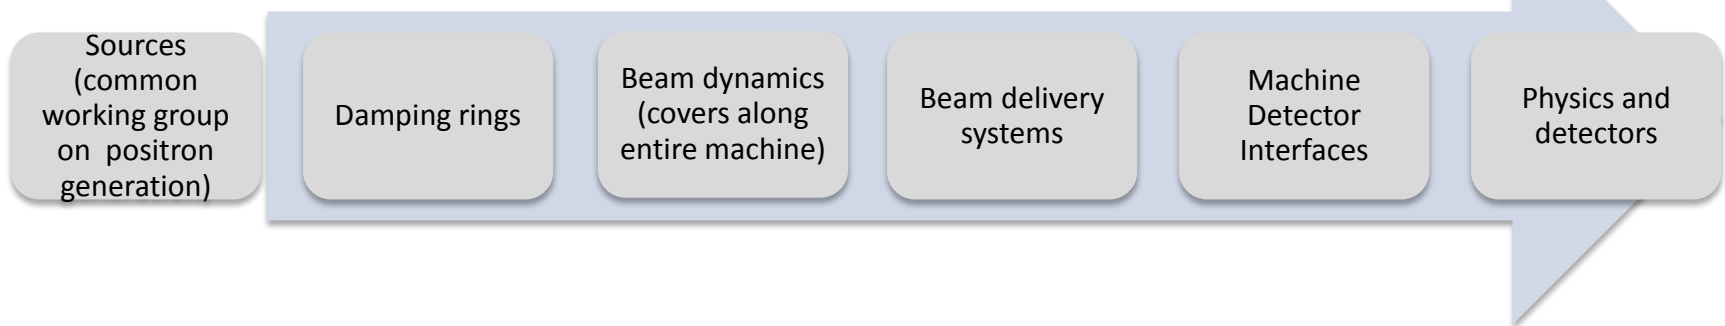 Sources
(common
working group
on positron
generation)
Damping rings
Beam dynamics
(covers along
entire machine)
Beam delivery
systems
Machine
Detector
Interfaces
Physics and
detectors